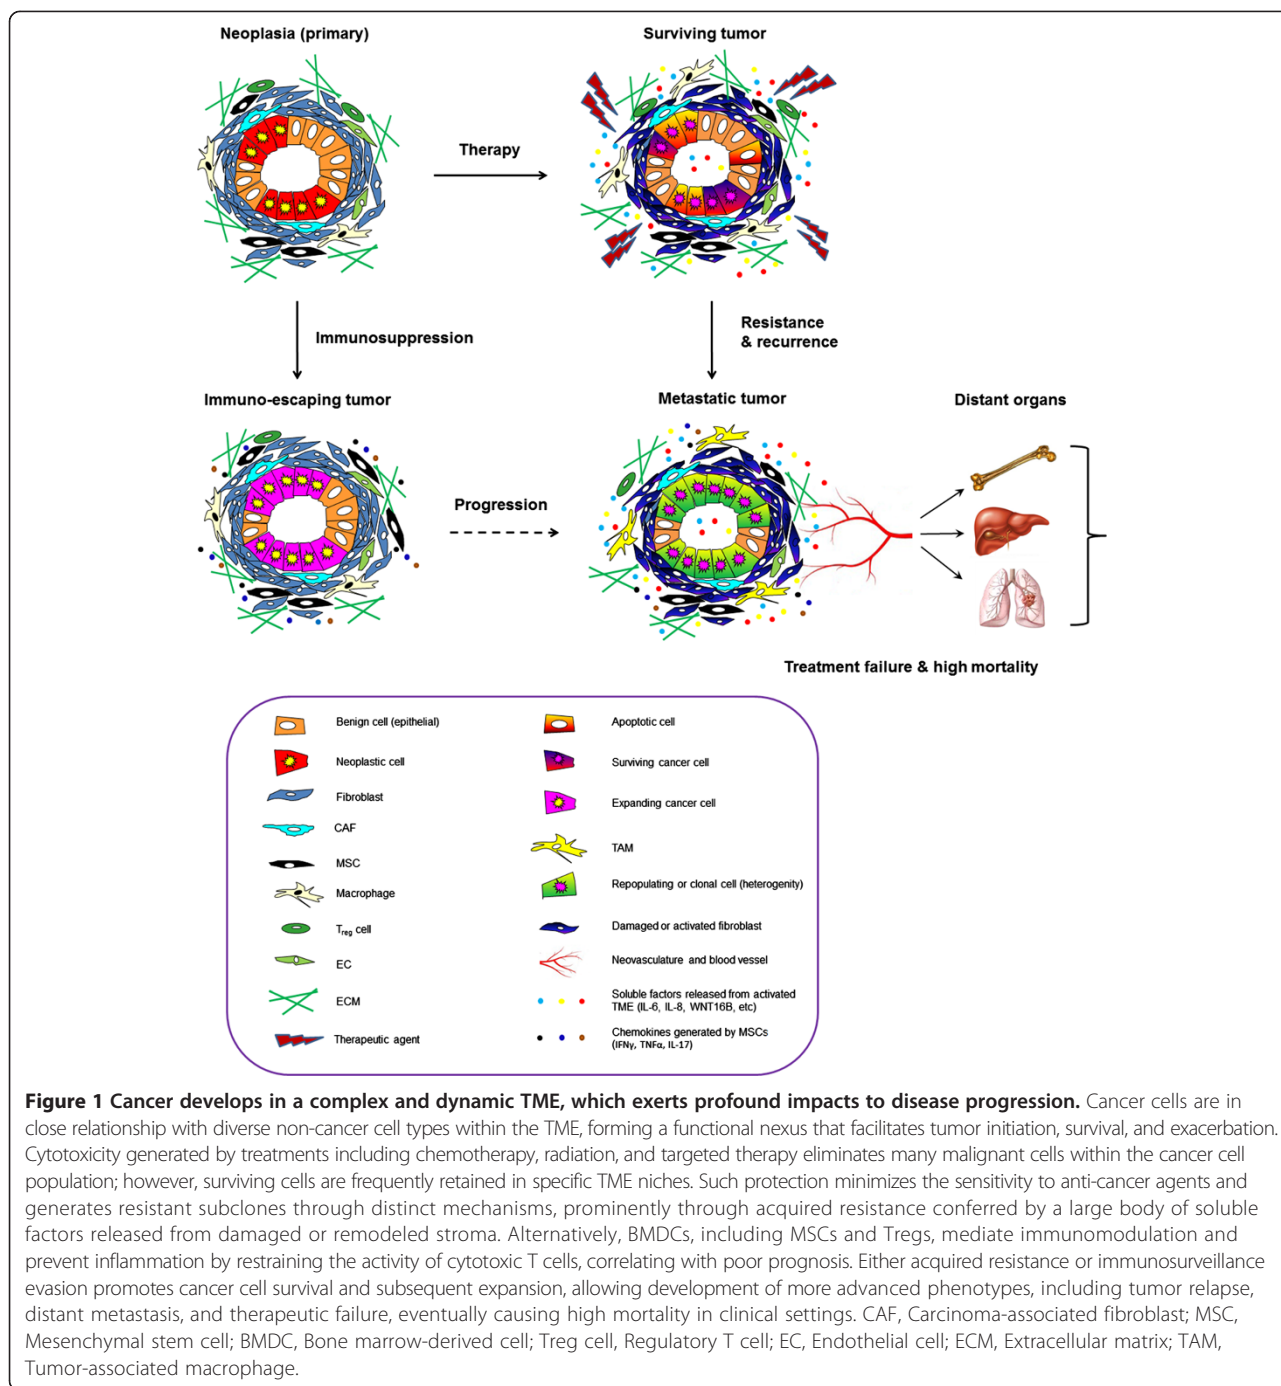 Neoplasia (primary)
Surviving tumor
Therapy
Immunosuppression
Resistance
& recurrence
Immuno-escaping tumor
Metastatic tumor
Distant organs
Progression
Treatment failure & high mortality
Benign cell (epithelial)
Neoplastic cell
Fibroblast
CAF
MSC
Macrophage
Treg cell
EC
ECM
Therapeutic agent
Apoptotic cell
Surviving cancer cell
Expanding cancer cell
TAM
Repopulating or clonal cell (heterogenity)
Damaged or activated fibroblast
Neovasculature and blood vessel
Soluble factors released from activated
TME (IL-6, IL-8, WNT16B, etc)
Chemokines generated by MSCs
(IFNγ, TNFα, IL-17)
Figure 1 Cancer develops in a complex and dynamic TME, which exerts profound impacts to disease progression. Cancer cells are in
close relationship with diverse non-cancer cell types within the TME, forming a functional nexus that facilitates tumor initiation, survival, and exacerbation.
Cytotoxicity generated by treatments including chemotherapy, radiation, and targeted therapy eliminates many malignant cells within the cancer cell
population; however, surviving cells are frequently retained in specific TME niches. Such protection minimizes the sensitivity to anti-cancer agents and
generates resistant subclones through distinct mechanisms, prominently through acquired resistance conferred by a large body of soluble
factors released from damaged or remodeled stroma. Alternatively, BMDCs, including MSCs and Tregs, mediate immunomodulation and
prevent inflammation by restraining the activity of cytotoxic T cells, correlating with poor prognosis. Either acquired resistance or immunosurveillance
evasion promotes cancer cell survival and subsequent expansion, allowing development of more advanced phenotypes, including tumor relapse,
distant metastasis, and therapeutic failure, eventually causing high mortality in clinical settings. CAF, Carcinoma-associated fibroblast; MSC,
Mesenchymal stem cell; BMDC, Bone marrow-derived cell; Treg cell, Regulatory T cell; EC, Endothelial cell; ECM, Extracellular matrix; TAM,
Tumor-associated macrophage.